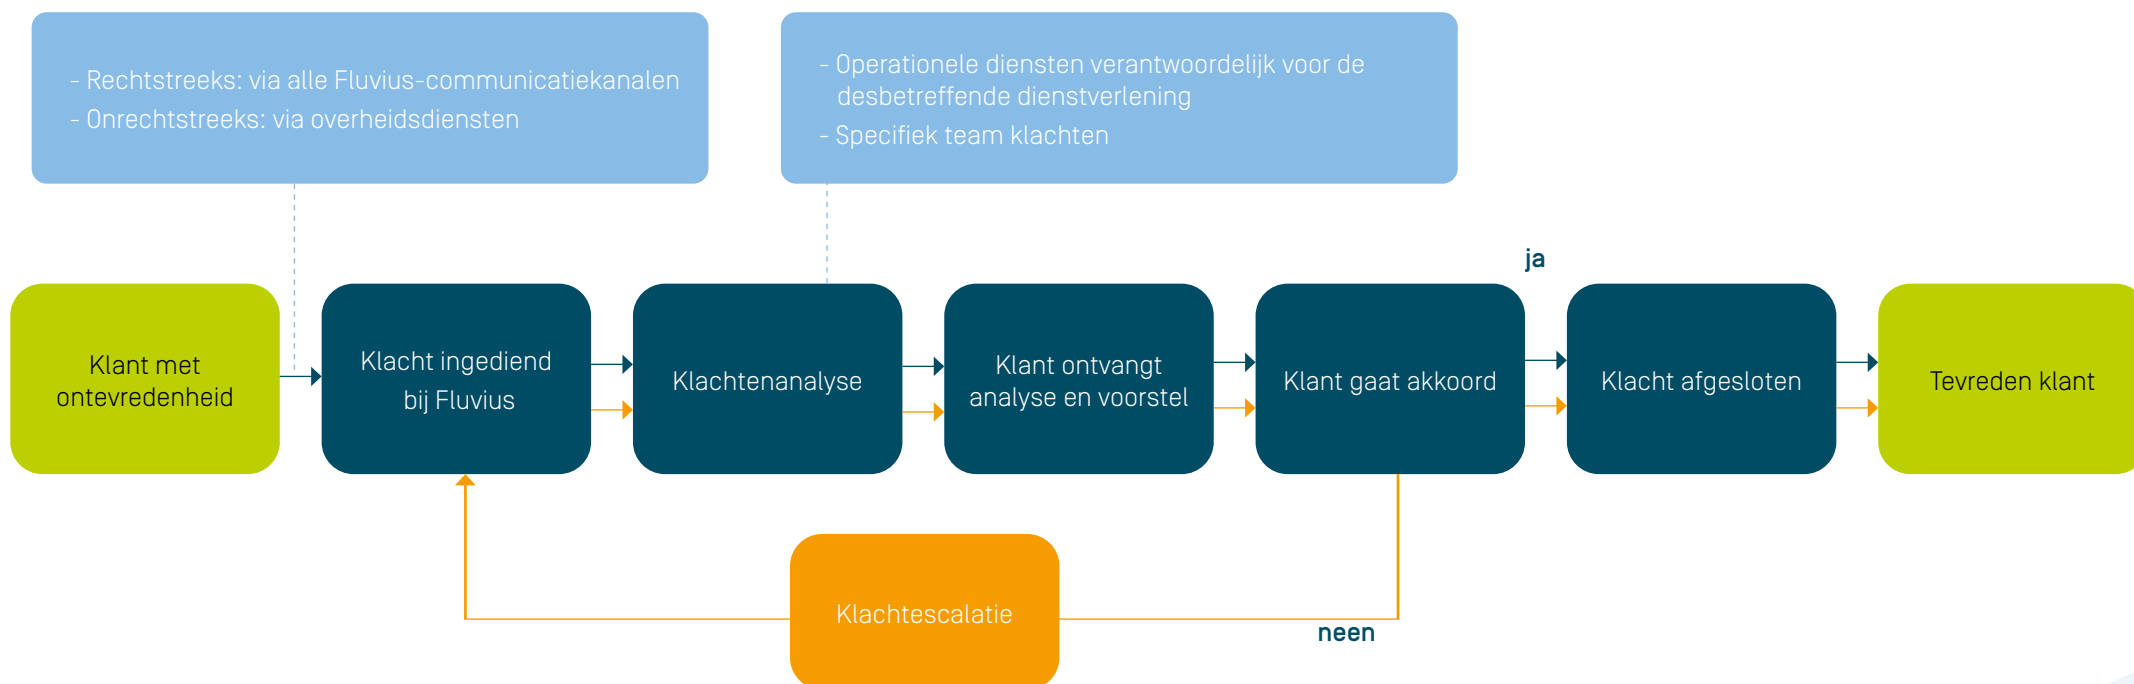 - Rechtstreeks: via alle Fluvius-communicatiekanalen
- Onrechtstreeks: via overheidsdiensten
- Operationele diensten verantwoordelijk voor de
desbetreffende dienstverlening
- Specifiek team klachten
ja
Klant met
ontevredenheid
Klacht ingediend
bij Fluvius
Klachtenanalyse
Klant ontvangt
analyse en voorstel
Klant gaat akkoord
Klacht afgesloten
Tevreden klant
Klachtescalatie
neen